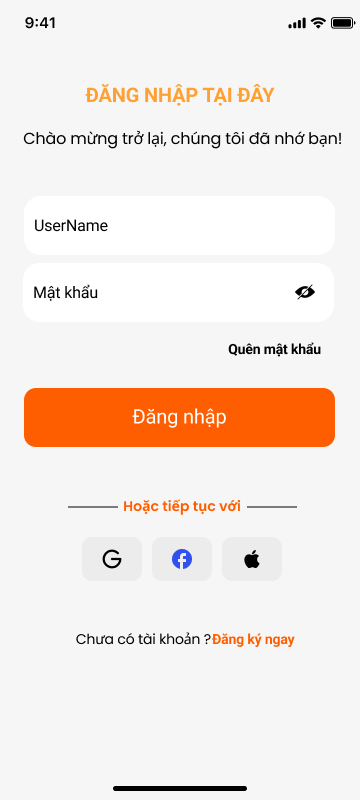 9:41
ĐĂNG NHẬP TẠI ĐÂY
Chào mừng trở lại, chúng tôi đã nhớ bạn!
UserName
Mật khẩu
Quên mật khẩu
Đăng nhập
Hoặc tiếp tục với
Chưa có tài khoản ?Đăng ký ngay